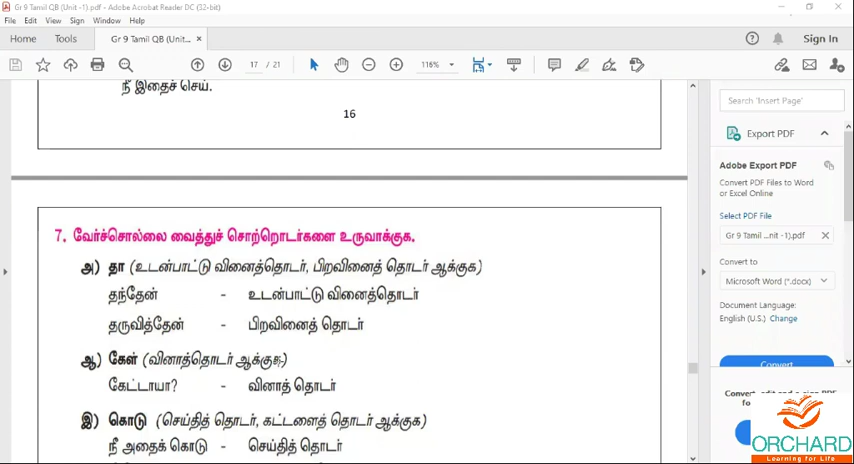 Gr 9 Tamil QB (Unit -1).pdf - Adobe Acrobat Reader DC (32-bit)
File Edit View Sign Window Help
Home Tools Gr 9 Tamil QB (Unit... × Sign In
17 / 21 116%
நீ இதைச் செய்.
16
7. வேர்ச்சொல்லை வைத்துச் சொற்றொடர்களை உருவாக்குக.
அ) தா (உடன்பாட்டு வினைத்தொடர், பிறவினைத் தொடர் ஆக்குக)
தந்தேன் - உடன்பாட்டு வினைத்தொடர்
தருவித்தேன் - பிறவினைத் தொடர்
ஆ) கேள் (வினாத்தொடர் ஆக்குக)
கேட்டாயா? - வினாத் தொடர்
இ) கொடு (செய்தித் தொடர், கட்டளைத் தொடர் ஆக்குக)
நீ அதைக் கொடு - செய்தித் தொடர்
Search 'Insert Page'
Export PDF
Adobe Export PDF
Convert PDF Files to Word
or Excel Online
Select PDF File
Gr 9 Tamil ...nit -1).pdf
Convert to
Microsoft Word (*.docx)
Document Language:
English (U.S.) Change
Convert
ORCHARD
Learning for Life